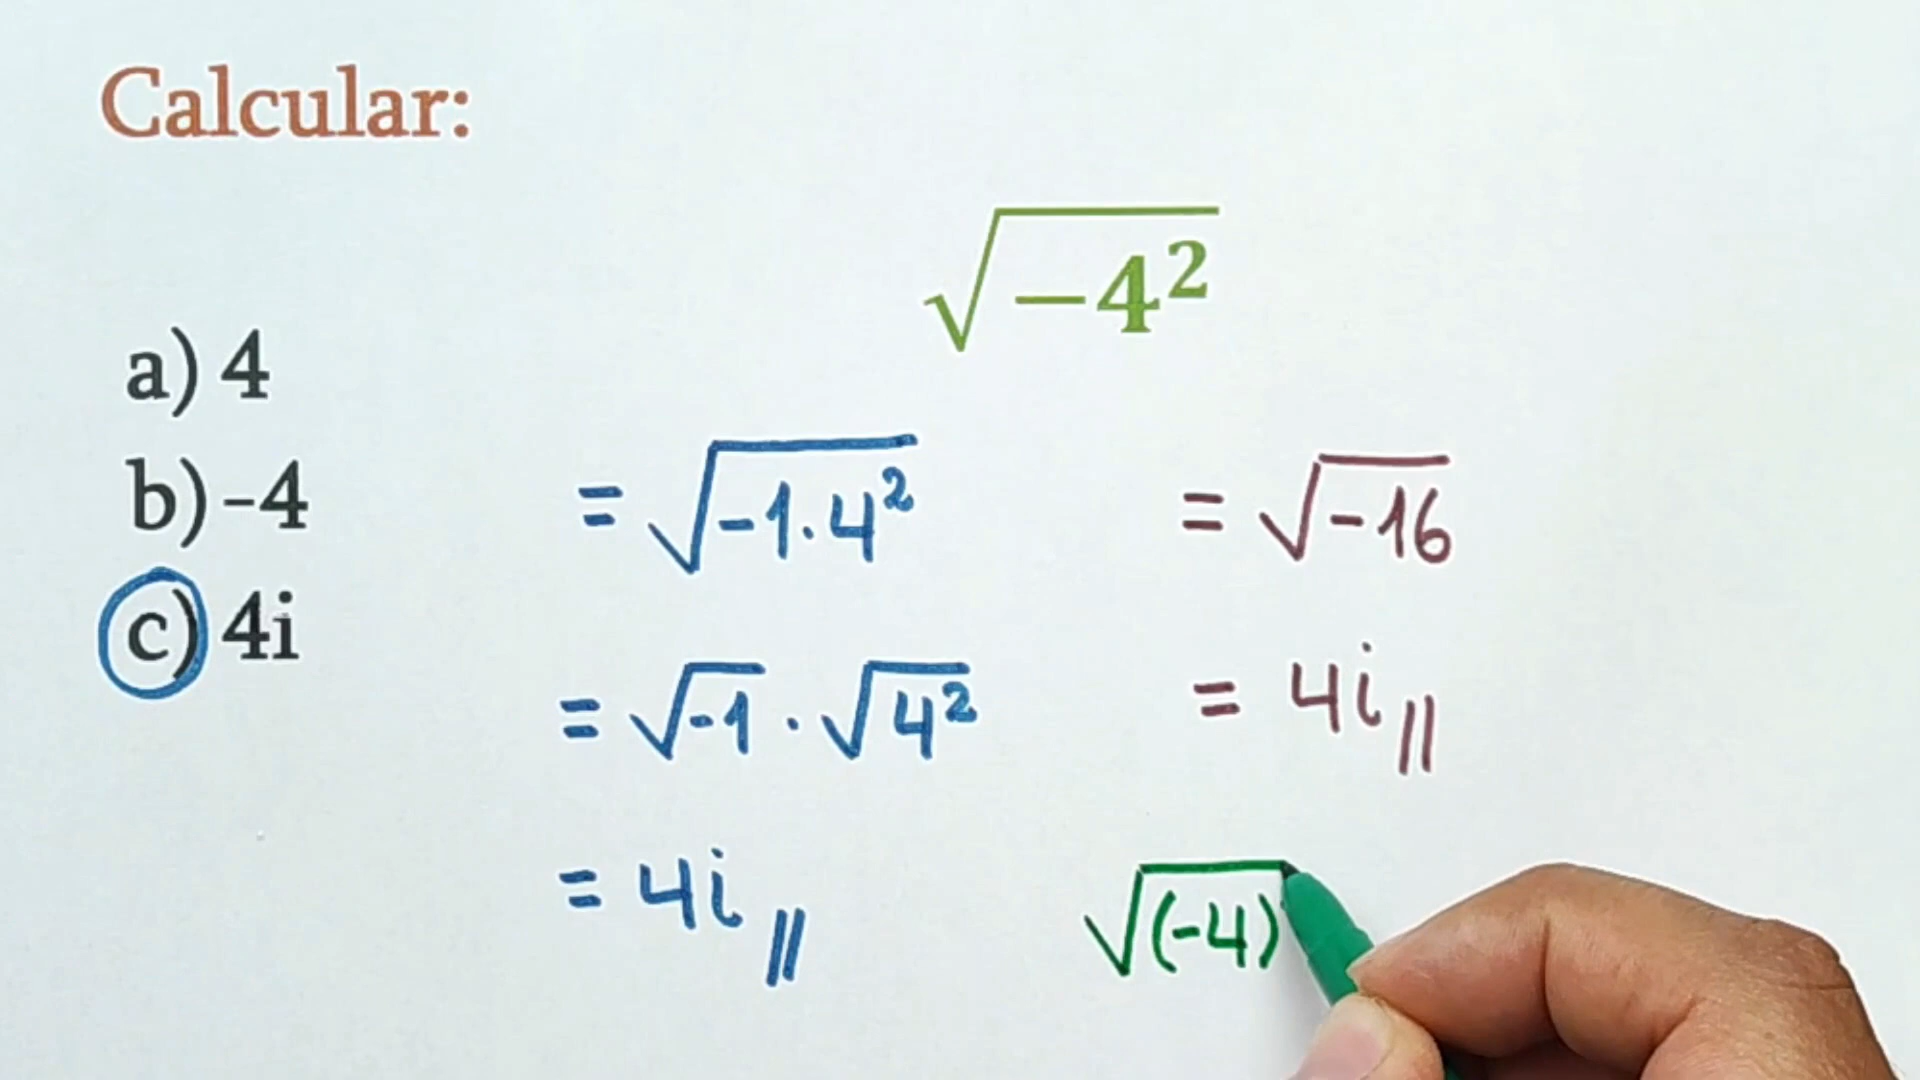 Calcular:
√-4²
a) 4
b) -4
c) 4i
= √-1·4²
= √-1 · √4²
= 4i //
= √-16
= 4i //
√(-4)